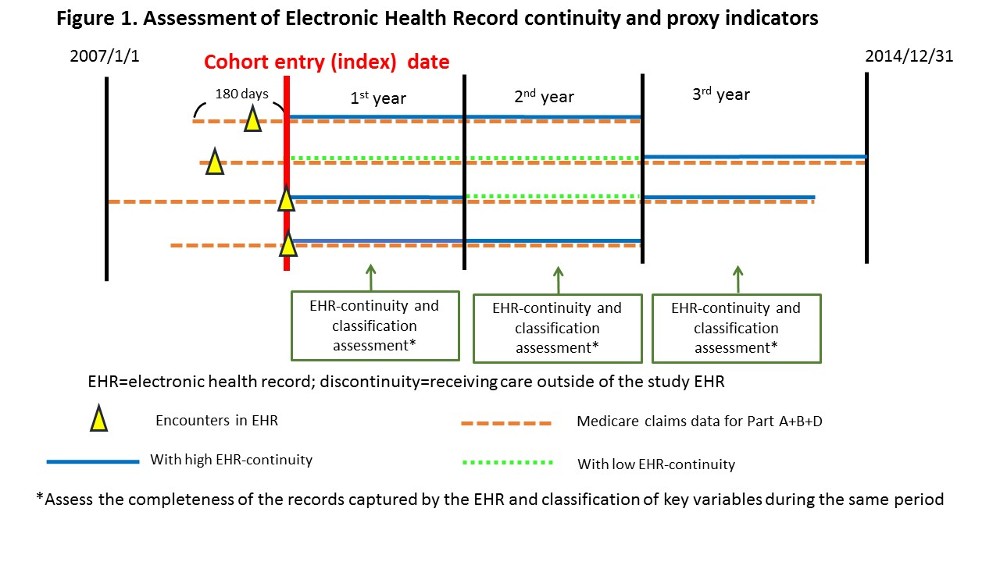 Figure 1. Assessment of Electronic Health Record continuity and proxy indicators
2007/1/1
Cohort entry (index) date
2014/12/31
180 days
1st year
2nd year
3rd year
EHR-continuity and
classification
assessment*
EHR-continuity and
classification
assessment*
EHR-continuity and
classification
assessment*
EHR=electronic health record; discontinuity=receiving care outside of the study EHR
Encounters in EHR
Medicare claims data for Part A+B+D
With high EHR-continuity
With low EHR-continuity
*Assess the completeness of the records captured by the EHR and classification of key variables during the same period